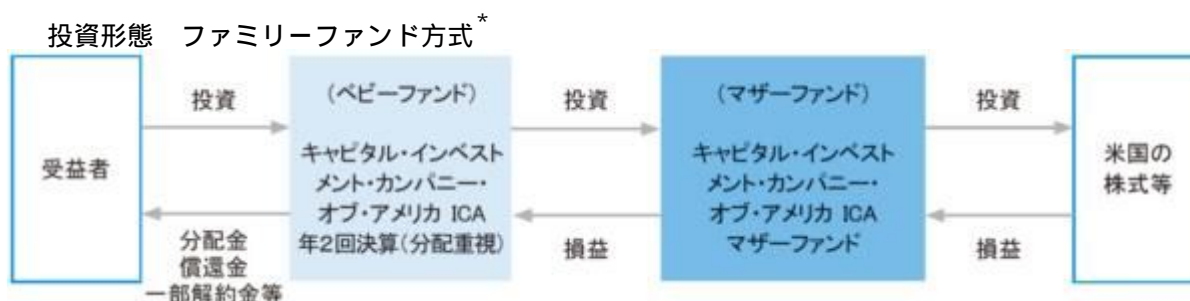 投資形態 ファミリーファンド方式*
受益者
投資
分配金
償還金
一部解約金等
(ベビーファンド)
キャピタル・インベスト
メント・カンパニー・
オブ・アメリカ ICA
年2回決算(分配重視)
投資
損益
(マザーファンド)
キャピタル・インベスト
メント・カンパニー・
オブ・アメリカ ICA
マザーファンド
投資
損益
米国の
株式等